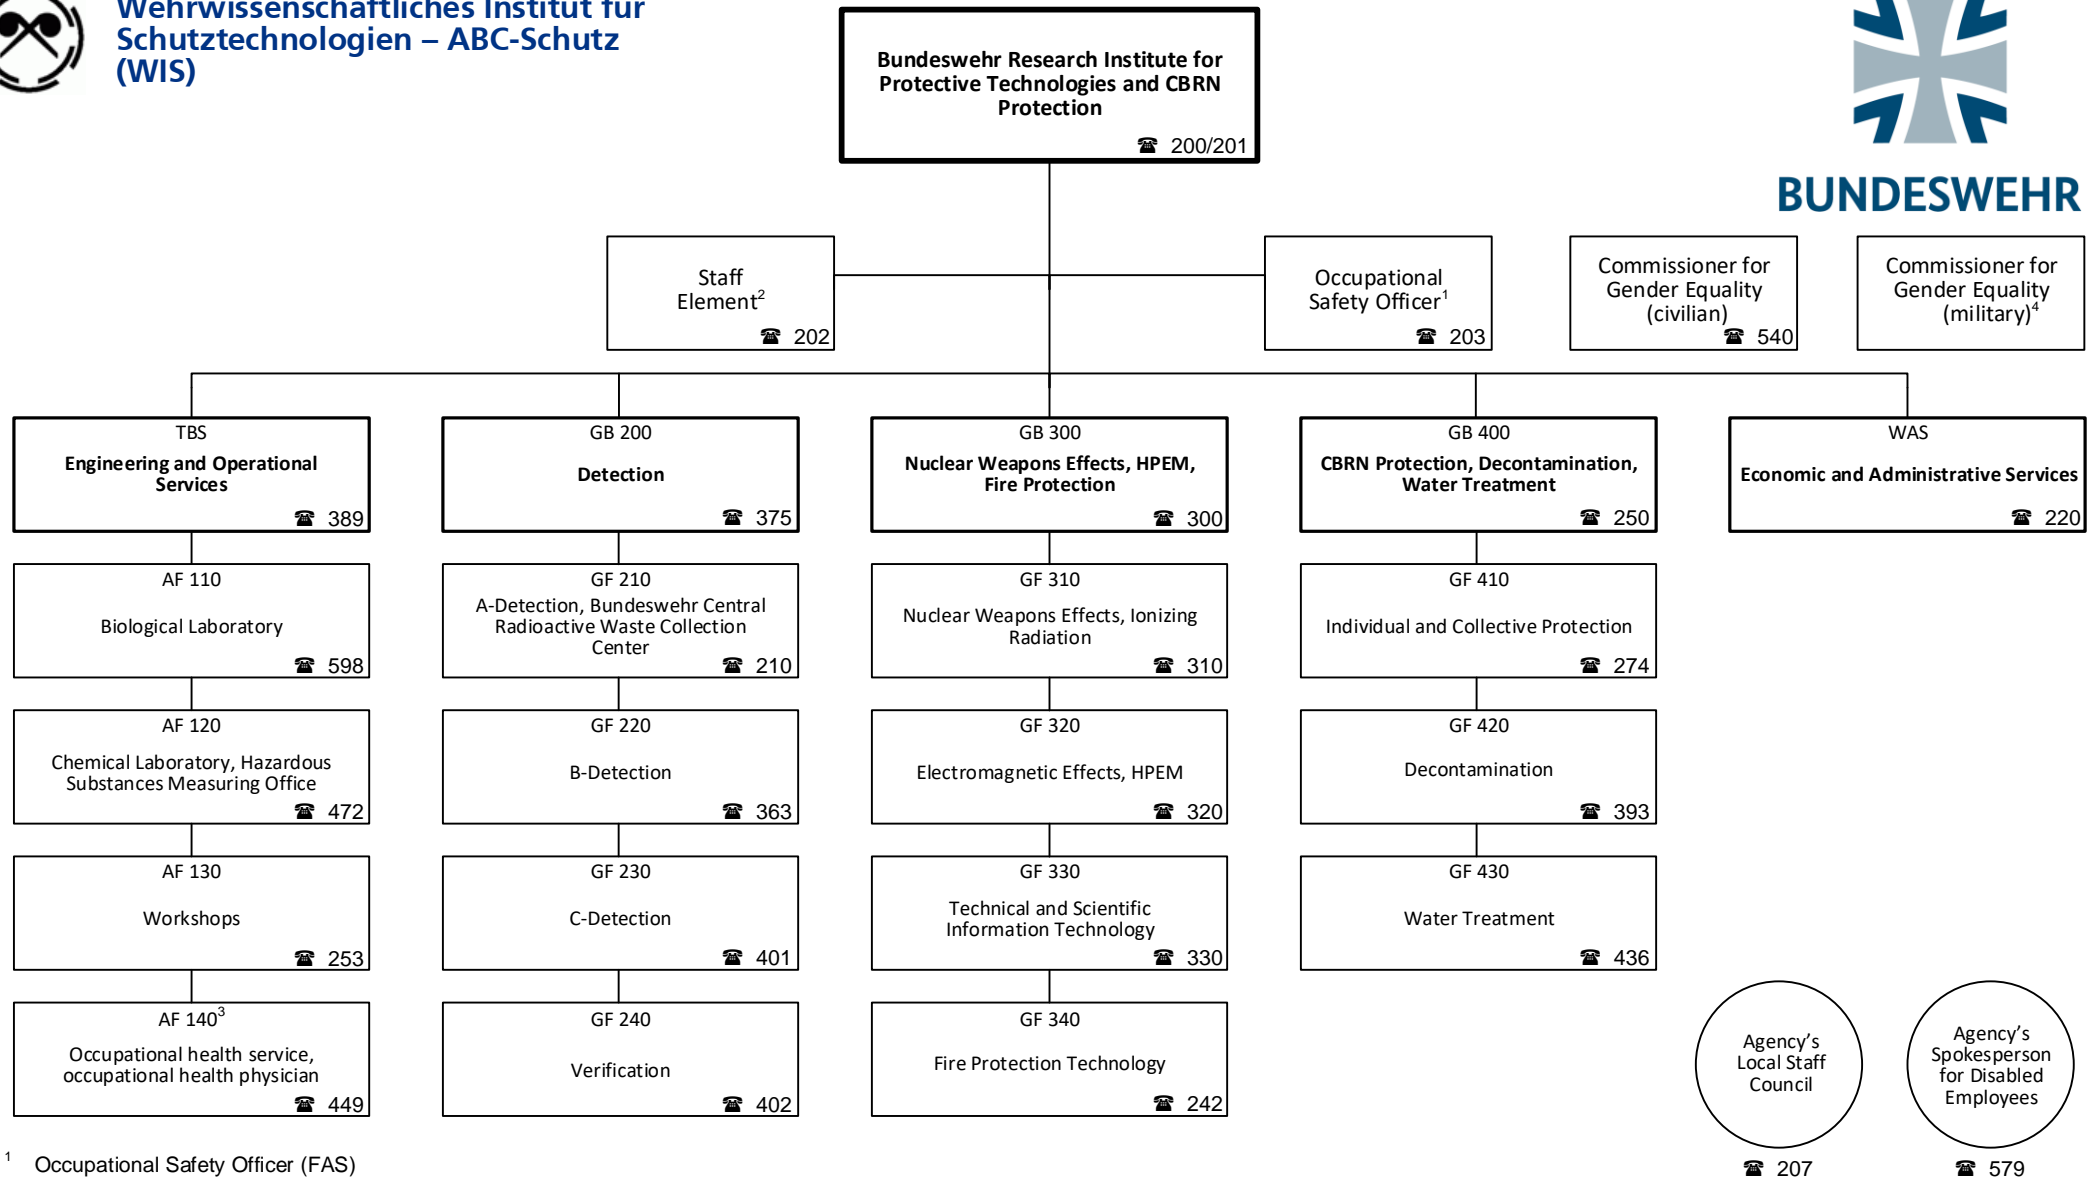 Wehrwissenschaftliches Institut für
Schutztechnologien – ABC-Schutz
(WIS)
Bundeswehr Research Institute for
Protective Technologies and CBRN
Protection
☎ 200/201
BUNDESWEHR
Staff
Element²
☎ 202
Occupational
Safety Officer¹
☎ 203
Commissioner for
Gender Equality
(civilian)
☎ 540
Commissioner for
Gender Equality
(military)⁴
TBS
Engineering and Operational
Services
☎ 389
GB 200
Detection
☎ 375
GB 300
Nuclear Weapons Effects, HPEM,
Fire Protection
☎ 300
GB 400
CBRN Protection, Decontamination,
Water Treatment
☎ 250
WAS
Economic and Administrative Services
☎ 220
AF 110
Biological Laboratory
☎ 598
GF 210
A-Detection, Bundeswehr Central
Radioactive Waste Collection
Center
☎ 210
GF 310
Nuclear Weapons Effects, Ionizing
Radiation
☎ 310
GF 410
Individual and Collective Protection
☎ 274
AF 120
Chemical Laboratory, Hazardous
Substances Measuring Office
☎ 472
GF 220
B-Detection
☎ 363
GF 320
Electromagnetic Effects, HPEM
☎ 320
GF 420
Decontamination
☎ 393
AF 130
Workshops
☎ 253
GF 230
C-Detection
☎ 401
GF 330
Technical and Scientific
Information Technology
☎ 330
GF 430
Water Treatment
☎ 436
AF 140³
Occupational health service,
occupational health physician
☎ 449
GF 240
Verification
☎ 402
GF 340
Fire Protection Technology
☎ 242
Agency’s
Local Staff
Council
☎ 207
Agency’s
Spokesperson
for Disabled
Employees
☎ 579
¹ Occupational Safety Officer (FAS)